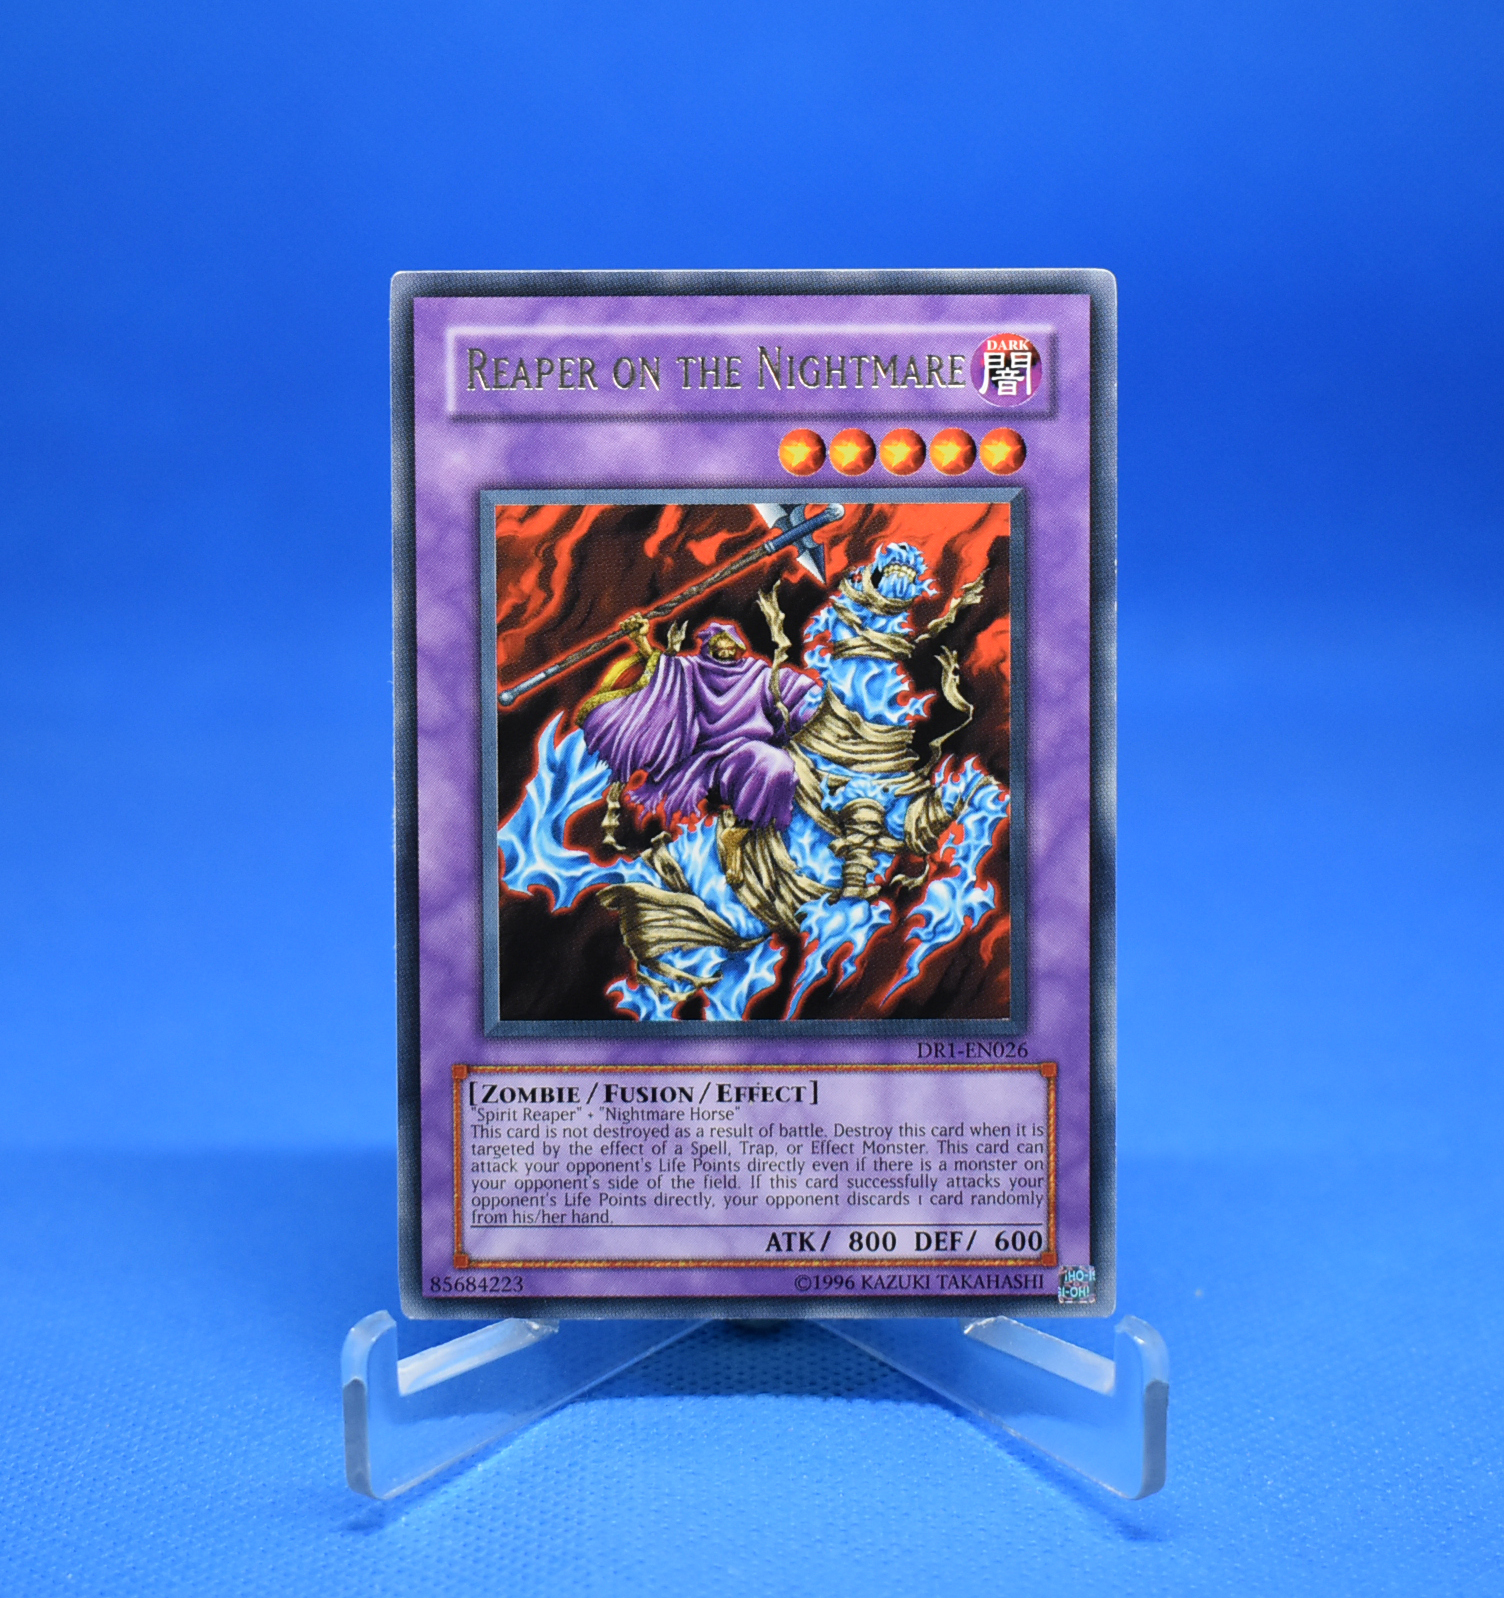 REAPER ON THE NIGHTMARE
DARK
闇
DR1-EN026
[ZOMBIE/FUSION/EFFECT]
"Spirit Reaper" + "Nightmare Horse"
This card is not destroyed as a result of battle. Destroy this card when it is
targeted by the effect of a Spell, Trap, or Effect Monster. This card can
attack your opponent's Life Points directly even if there is a monster on
your opponent's side of the field. If this card successfully attacks your
opponent's Life Points directly, your opponent discards 1 card randomly
from his/her hand.
ATK/ 800 DEF/ 600
85684223
©1996 KAZUKI TAKAHASHI